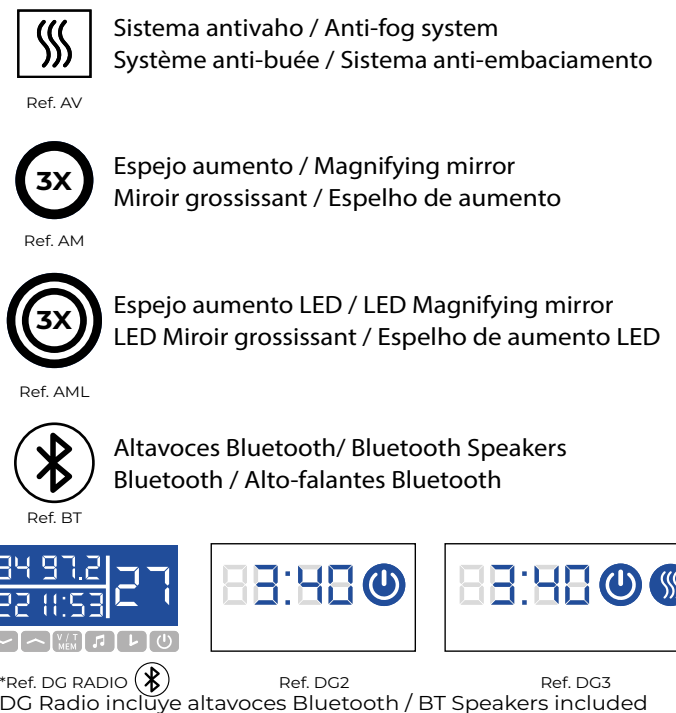 Sistema antivaho / Anti-fog system
Système anti-buée / Sistema anti-embaciamento
Ref. AV
3X
Espejo aumento / Magnifying mirror
Miroir grossissant / Espelho de aumento
Ref. AM
3X
Espejo aumento LED / LED Magnifying mirror
LED Miroir grossissant / Espelho de aumento LED
Ref. AML
Altavoces Bluetooth/ Bluetooth Speakers
Bluetooth / Alto-falantes Bluetooth
Ref. BT
97.2
11:53
27
V / T
MEM
3:40
3:40
*Ref. DG RADIO
Ref. DG2
Ref. DG3
DG Radio incluye altavoces Bluetooth / BT Speakers included